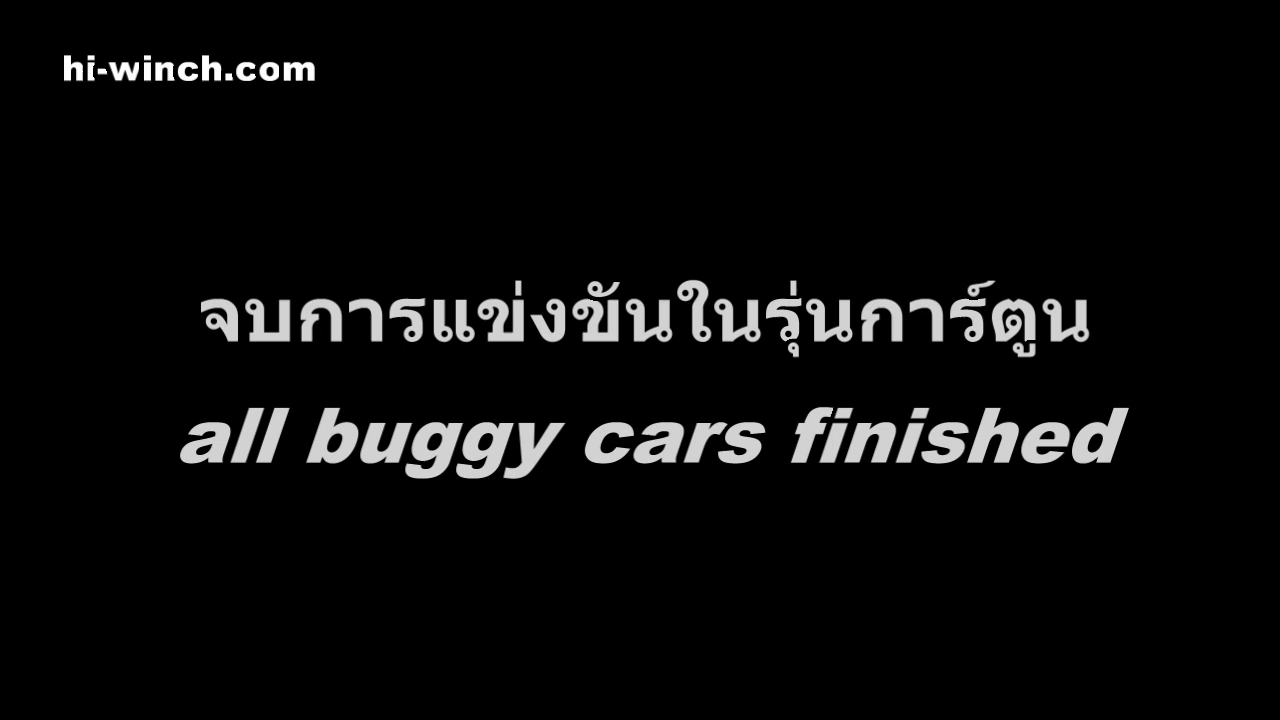 hi-winch.com
จบการแข่งขันในรุ่นการ์ตูน
all buggy cars finished